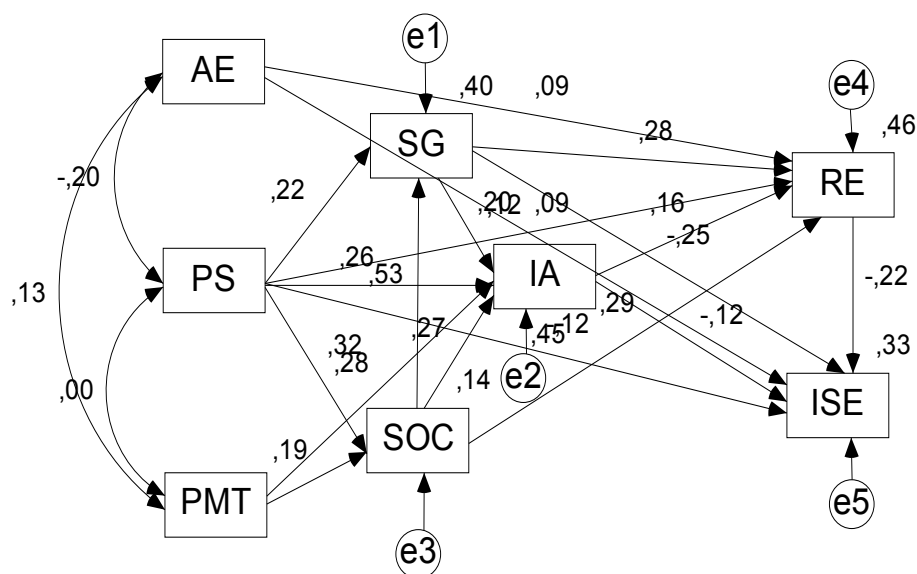 e1
AE
,40
,09
e4
SG
,28
,46
RE
-,20
,22
,20
,12
,09
,16
,26
-,25
PS
,53
IA
-,22
,13
,27
,45
-,12
,29
-,12
,33
,32
,28
,14
e2
ISE
,00
SOC
,19
PMT
e5
e3